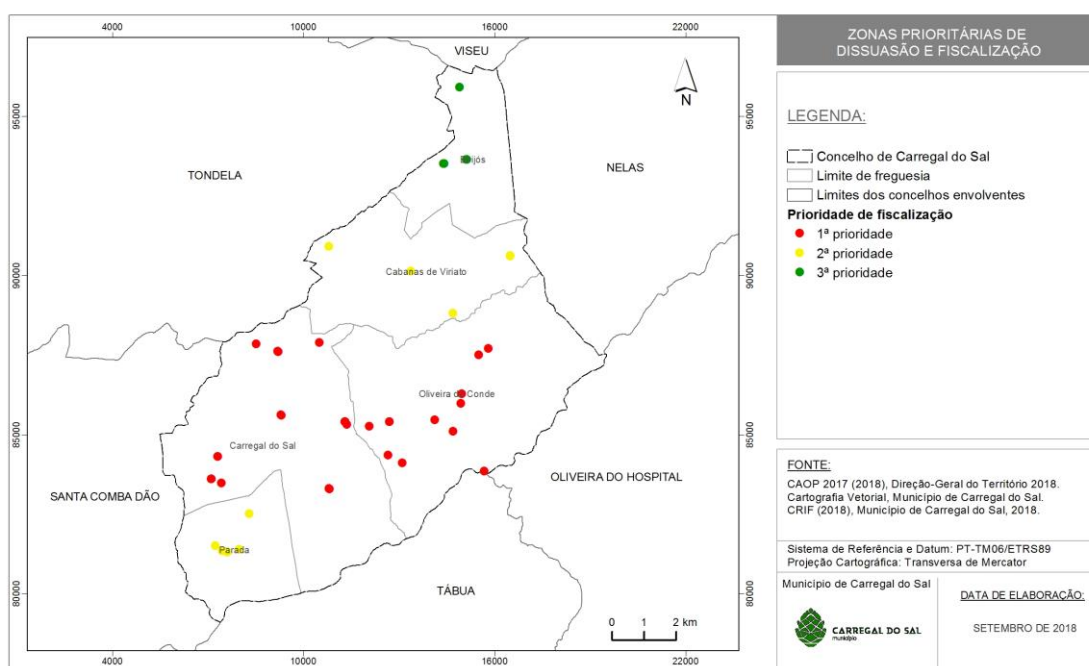 4000 10000 16000 22000
VISEU
N
95000 95000
Beijós
TONDELA
NELAS
90000 90000
Cabanas de Viriato
Oliveira do Conde
85000 85000
Carregal do Sal
OLIVEIRA DO HOSPITAL
SANTA COMBA DÃO
Parada
80000 80000
TÁBUA
0 1 2 km
4000 10000 16000 22000
ZONAS PRIORITÁRIAS DE
DISSUASÃO E FISCALIZAÇÃO
LEGENDA:
Concelho de Carregal do Sal
Limite de freguesia
Limites dos concelhos envolventes
Prioridade de fiscalização
1ª prioridade
2ª prioridade
3ª prioridade
FONTE:
CAOP 2017 (2018), Direção-Geral do Território 2018.
Cartografia Vetorial, Município de Carregal do Sal.
CRIF (2018), Município de Carregal do Sal, 2018.
Sistema de Referência e Datum: PT-TM06/ETRS89
Projeção Cartográfica: Transversa de Mercator
Município de Carregal do Sal
CARREGAL DO SAL
município
DATA DE ELABORAÇÃO:
SETEMBRO DE 2018